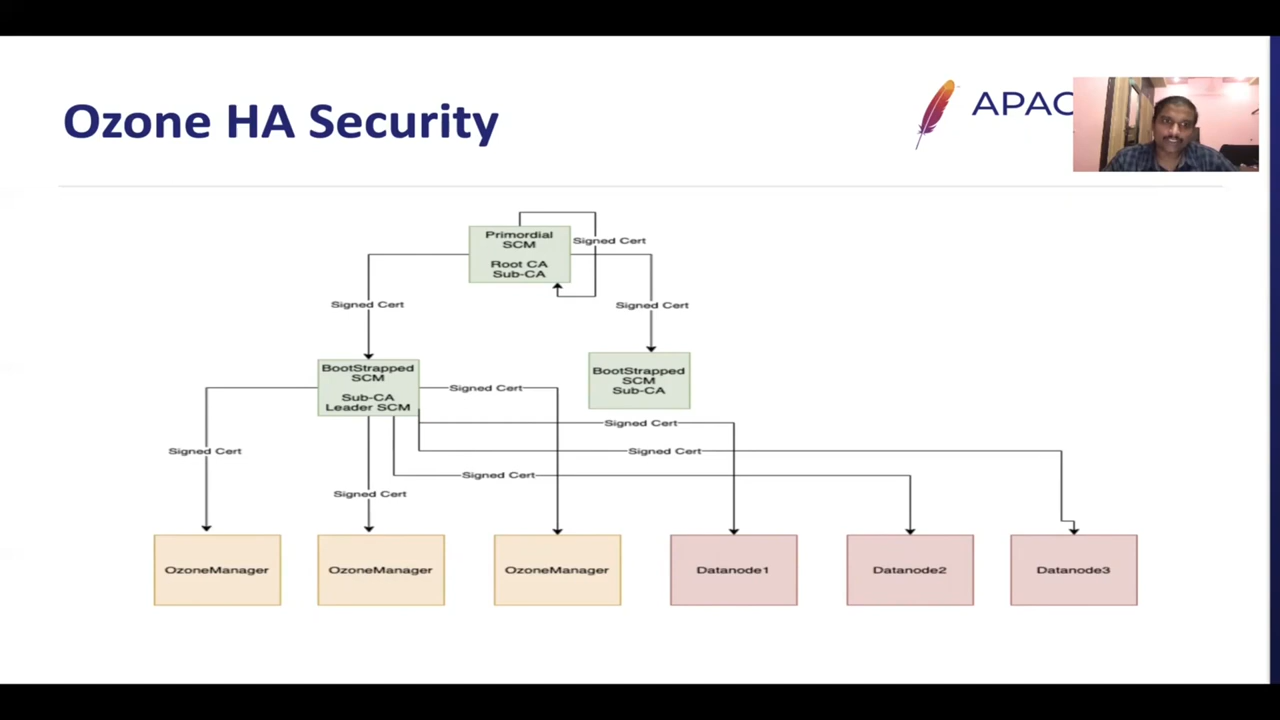 Ozone HA Security
APAC
Primordial
SCM
Root CA
Sub-CA
Signed Cert
Signed Cert
Signed Cert
BootStrapped
SCM
Sub-CA
Leader SCM
BootStrapped
SCM
Sub-CA
Signed Cert
Signed Cert
Signed Cert
Signed Cert
Signed Cert
Signed Cert
OzoneManager
OzoneManager
OzoneManager
Datanode1
Datanode2
Datanode3